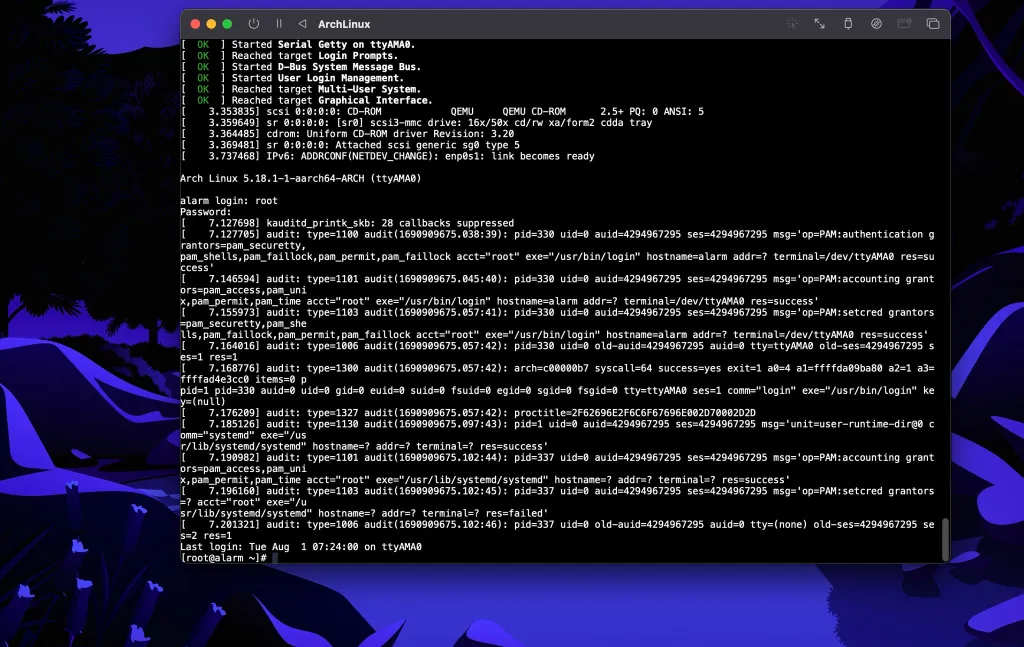 ArchLinux
[  OK  ] Started Serial Getty on ttyAMA0.
[  OK  ] Reached target Login Prompts.
[  OK  ] Started D-Bus System Message Bus.
[  OK  ] Started User Login Management.
[  OK  ] Reached target Multi-User System.
[  OK  ] Reached target Graphical Interface.
[    3.353835] scsi 0:0:0:0: CD-ROM            QEMU     QEMU CD-ROM      2.5+ PQ: 0 ANSI: 5
[    3.359649] sr 0:0:0:0: [sr0] scsi3-mmc drive: 16x/50x cd/rw xa/form2 cdda tray
[    3.364485] cdrom: Uniform CD-ROM driver Revision: 3.20
[    3.369481] sr 0:0:0:0: Attached scsi generic sg0 type 5
[    3.737468] IPv6: ADDRCONF(NETDEV_CHANGE): enp0s1: link becomes ready
Arch Linux 5.18.1-1-aarch64-ARCH (ttyAMA0)
alarm login: root
Password:
[    7.127698] kauditd_printk_skb: 28 callbacks suppressed
[    7.127705] audit: type=1100 audit(1690909675.038:39): pid=330 uid=0 auid=4294967295 ses=4294967295 msg='op=PAM:authentication g
rantors=pam_securetty,
pam_shells,pam_faillock,pam_permit,pam_faillock acct="root" exe="/usr/bin/login" hostname=alarm addr=? terminal=/dev/ttyAMA0 res=su
ccess'
[    7.146594] audit: type=1101 audit(1690909675.045:40): pid=330 uid=0 auid=4294967295 ses=4294967295 msg='op=PAM:accounting grant
ors=pam_access,pam_uni
x,pam_permit,pam_time acct="root" exe="/usr/bin/login" hostname=alarm addr=? terminal=/dev/ttyAMA0 res=success'
[    7.155973] audit: type=1103 audit(1690909675.057:41): pid=330 uid=0 auid=4294967295 ses=4294967295 msg='op=PAM:setcred grantors
=pam_securetty,pam_she
lls,pam_faillock,pam_permit,pam_faillock acct="root" exe="/usr/bin/login" hostname=alarm addr=? terminal=/dev/ttyAMA0 res=success'
[    7.164016] audit: type=1006 audit(1690909675.057:42): pid=330 uid=0 old-auid=4294967295 auid=0 tty=ttyAMA0 old-ses=4294967295 s
es=1 res=1
[    7.168776] audit: type=1300 audit(1690909675.057:42): arch=c00000b7 syscall=64 success=yes exit=1 a0=4 a1=ffffda09ba80 a2=1 a3=
ffffad4e3cc0 items=0 p
pid=1 pid=330 auid=0 uid=0 gid=0 euid=0 suid=0 fsuid=0 egid=0 sgid=0 fsgid=0 tty=ttyAMA0 ses=1 comm="login" exe="/usr/bin/login" ke
y=(null)
[    7.176209] audit: type=1327 audit(1690909675.057:42): proctitle=2F62696E2F6C6F67696E002D70002D2D
[    7.185126] audit: type=1130 audit(1690909675.097:43): pid=1 uid=0 auid=4294967295 ses=4294967295 msg='unit=user-runtime-dir@0 c
omm="systemd" exe="/us
r/lib/systemd/systemd" hostname=? addr=? terminal=? res=success'
[    7.190982] audit: type=1101 audit(1690909675.102:44): pid=337 uid=0 auid=4294967295 ses=4294967295 msg='op=PAM:accounting grant
ors=pam_access,pam_uni
x,pam_permit,pam_time acct="root" exe="/usr/lib/systemd/systemd" hostname=? addr=? terminal=? res=success'
[    7.196160] audit: type=1103 audit(1690909675.102:45): pid=337 uid=0 auid=4294967295 ses=4294967295 msg='op=PAM:setcred grantors
=? acct="root" exe="/u
sr/lib/systemd/systemd" hostname=? addr=? terminal=? res=failed'
[    7.201321] audit: type=1006 audit(1690909675.102:46): pid=337 uid=0 old-auid=4294967295 auid=0 tty=(none) old-ses=4294967295 se
s=2 res=1
Last login: Tue Aug  1 07:24:00 on ttyAMA0
[root@alarm ~]#